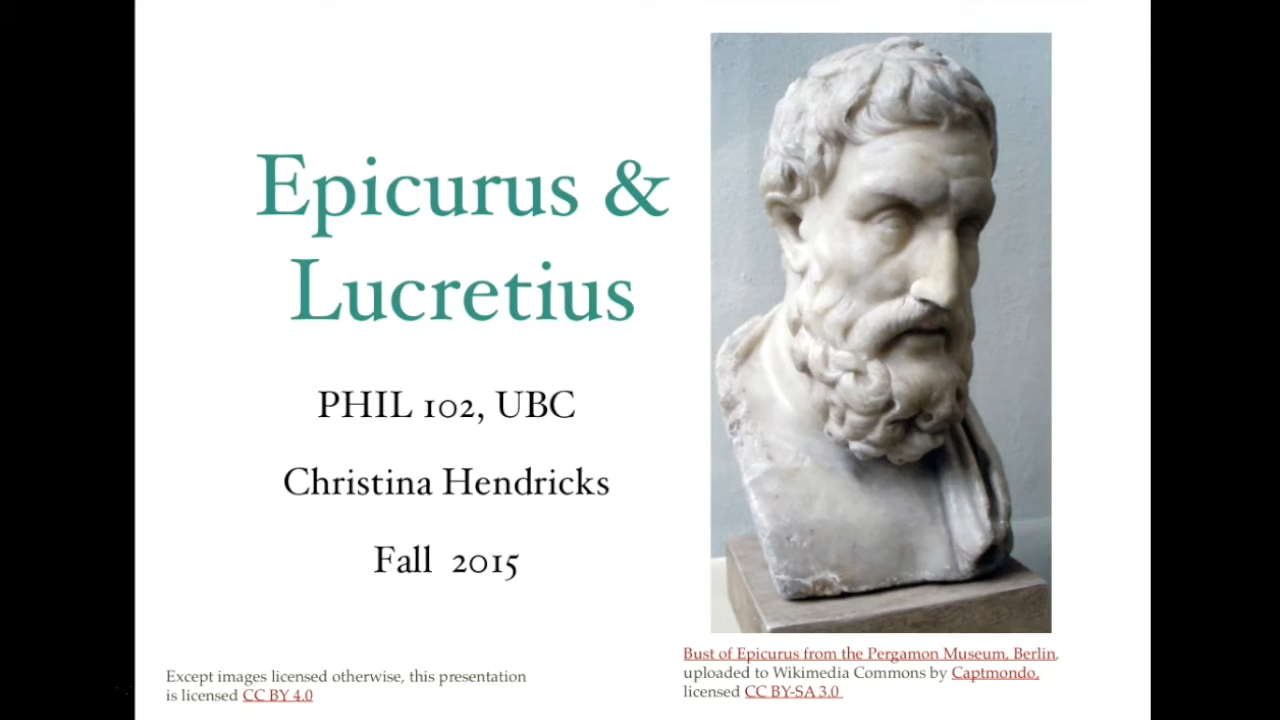 Epicurus &
Lucretius
PHIL 102, UBC
Christina Hendricks
Fall 2015
Except images licensed otherwise, this presentation
is licensed CC BY 4.0
Bust of Epicurus from the Pergamon Museum, Berlin,
uploaded to Wikimedia Commons by Captmondo,
licensed CC BY-SA 3.0